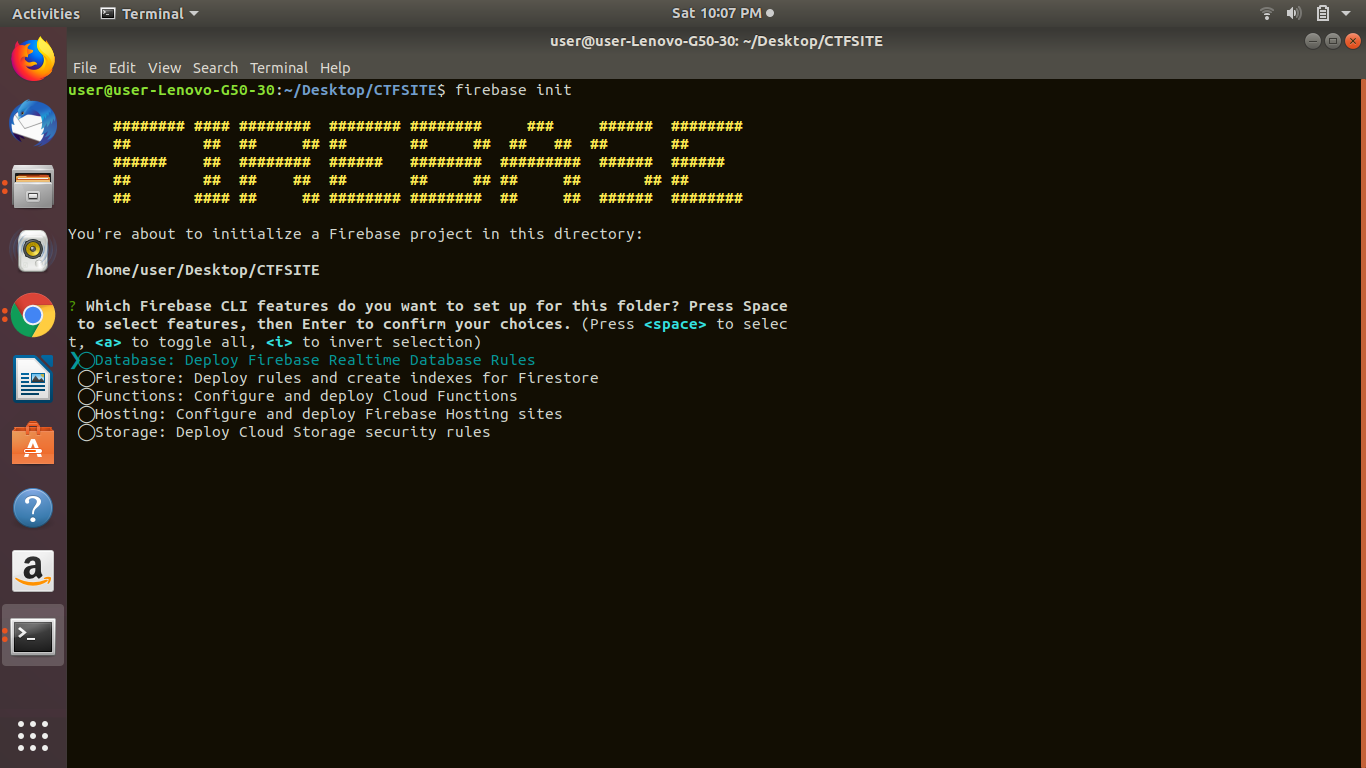 Activities Terminal Sat 10:07 PM
user@user-Lenovo-G50-30: ~/Desktop/CTFSITE
File Edit View Search Terminal Help
user@user-Lenovo-G50-30:~/Desktop/CTFSITE$ firebase init
     ######## #### ########  ######## ########     ###     ######  ########
     ##        ##  ##     ## ##       ##     ##  ##   ##  ##       ##
     ######    ##  ########  ######   ########  #########  ######  ######
     ##        ##  ##    ##  ##       ##     ## ##     ##       ## ##
     ##       #### ##     ## ######## ########  ##     ##  ######  ########
You're about to initialize a Firebase project in this directory:
/home/user/Desktop/CTFSITE
? Which Firebase CLI features do you want to set up for this folder? Press Space
to select features, then Enter to confirm your choices. (Press <space> to selec
t, <a> to toggle all, <i> to invert selection)
❯◯Database: Deploy Firebase Realtime Database Rules
◯Firestore: Deploy rules and create indexes for Firestore
◯Functions: Configure and deploy Cloud Functions
◯Hosting: Configure and deploy Firebase Hosting sites
◯Storage: Deploy Cloud Storage security rules